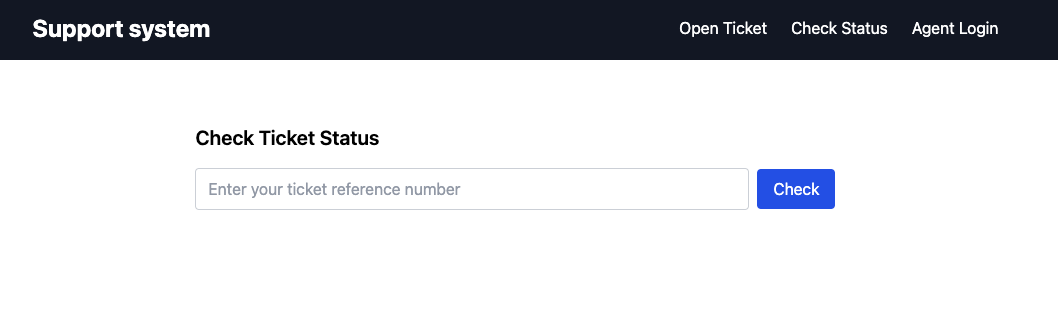 Support system
Open Ticket
Check Status
Agent Login
Check Ticket Status
Enter your ticket reference number
Check